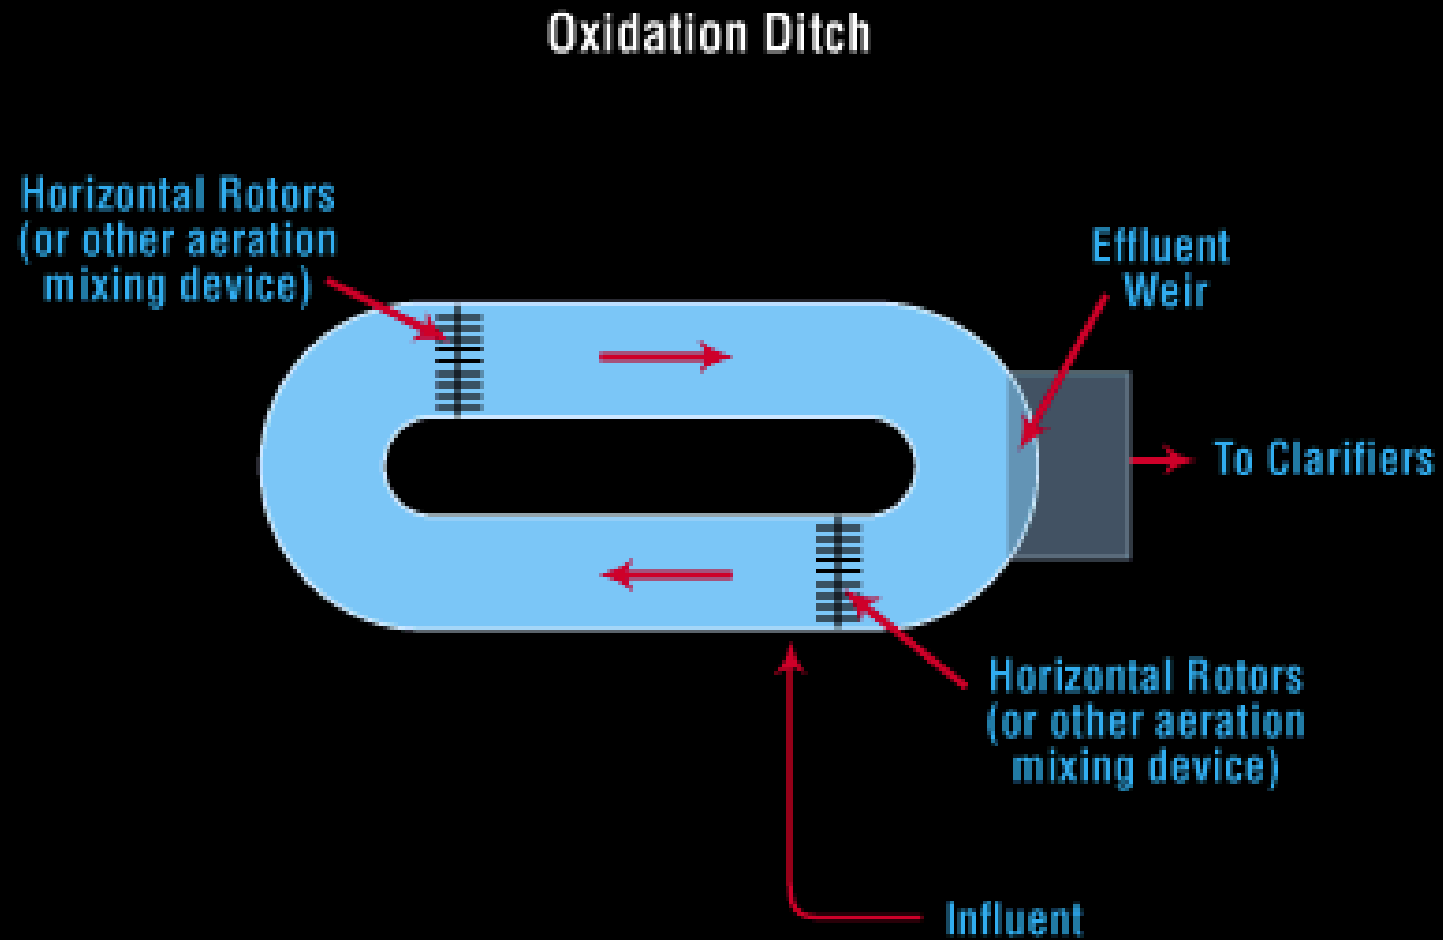 Oxidation Ditch
Horizontal Rotors
(or other aeration
mixing device)
Effluent
Weir
To Clarifiers
Horizontal Rotors
(or other aeration
mixing device)
Influent